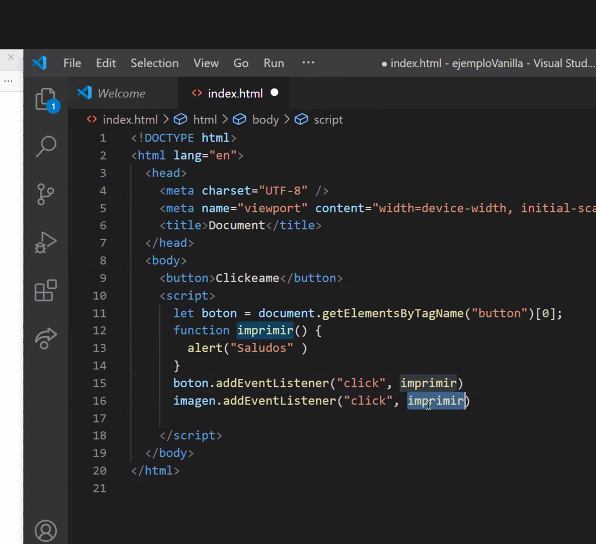 File Edit Selection View Go Run ··· ● index.html - ejemploVanilla - Visual Stud...
Welcome <> index.html ●
<> index.html > html > body > script
1 <!DOCTYPE html>
2 <html lang="en">
3 <head>
4 <meta charset="UTF-8" />
5 <meta name="viewport" content="width=device-width, initial-sca
6 <title>Document</title>
7 </head>
8 <body>
9 <button>Clickeame</button>
10 <script>
11 let boton = document.getElementsByTagName("button")[0];
12 function imprimir() {
13 alert("Saludos" )
14 }
15 boton.addEventListener("click", imprimir)
16 imagen.addEventListener("click", imprimir)
17
18 </script>
19 </body>
20 </html>
21
1